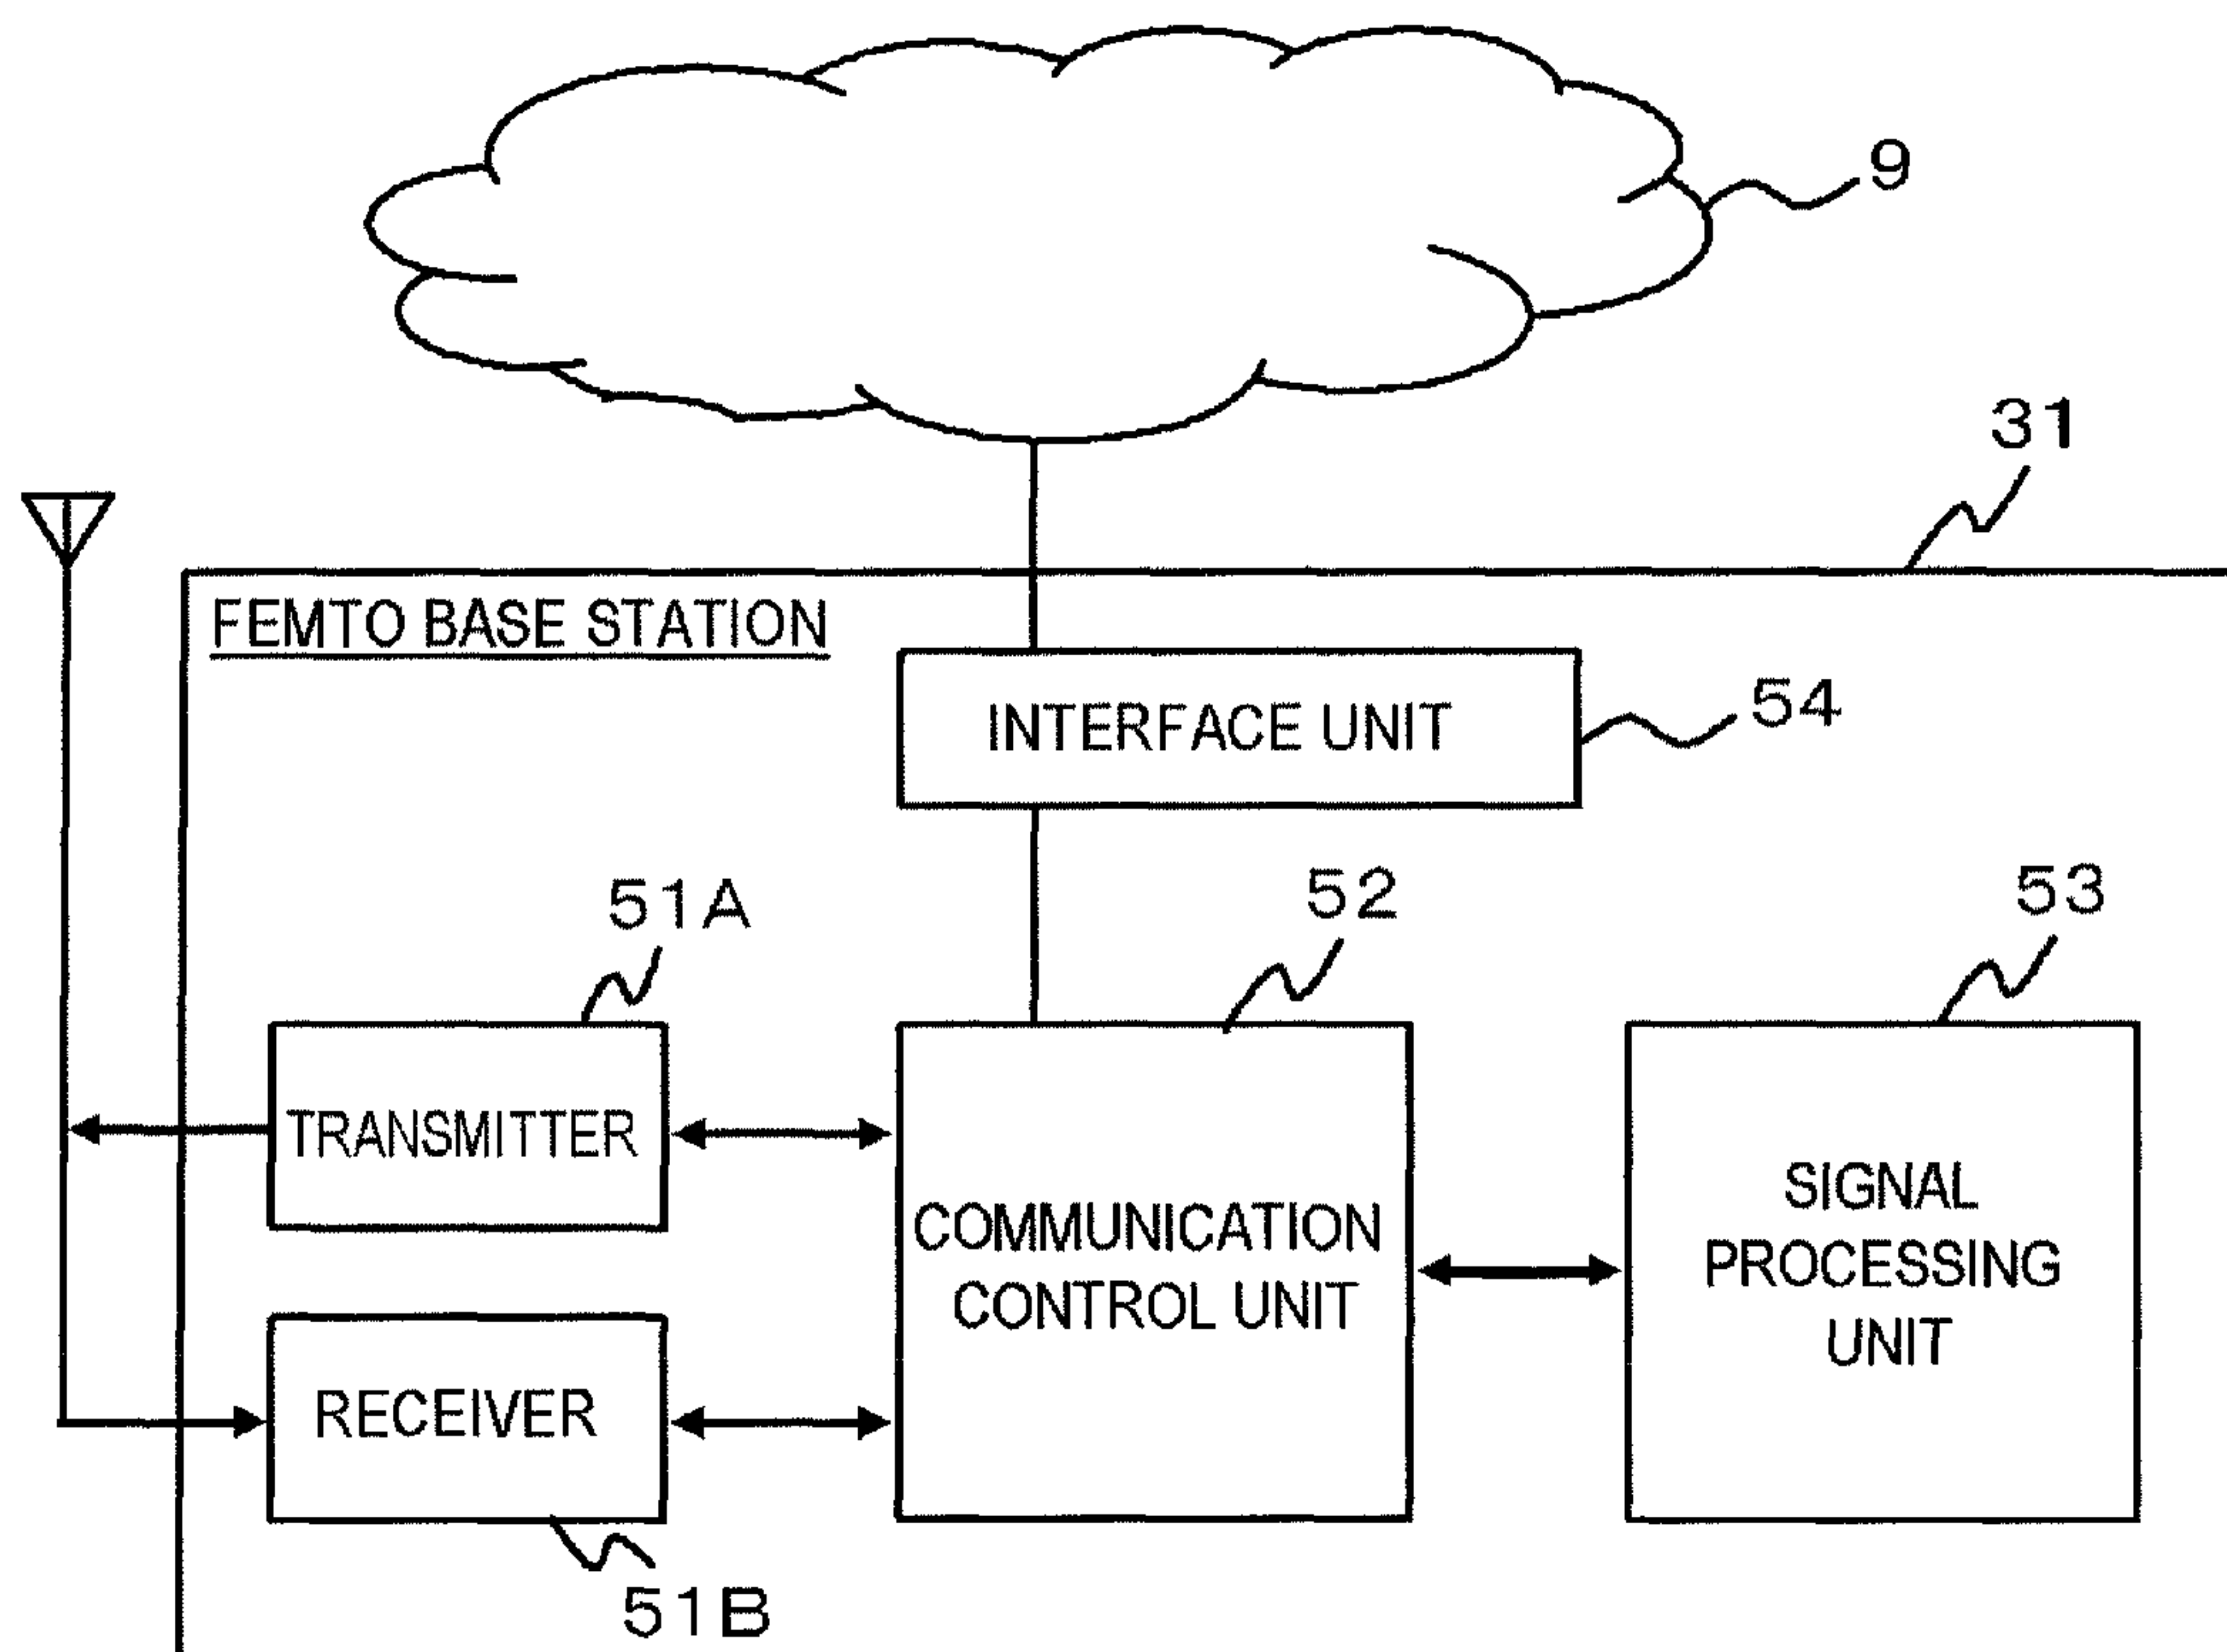 9
31
FEMTO BASE STATION
INTERFACE UNIT
54
51A
52
53
TRANSMITTER
COMMUNICATION
CONTROL UNIT
SIGNAL
PROCESSING
UNIT
RECEIVER
51B